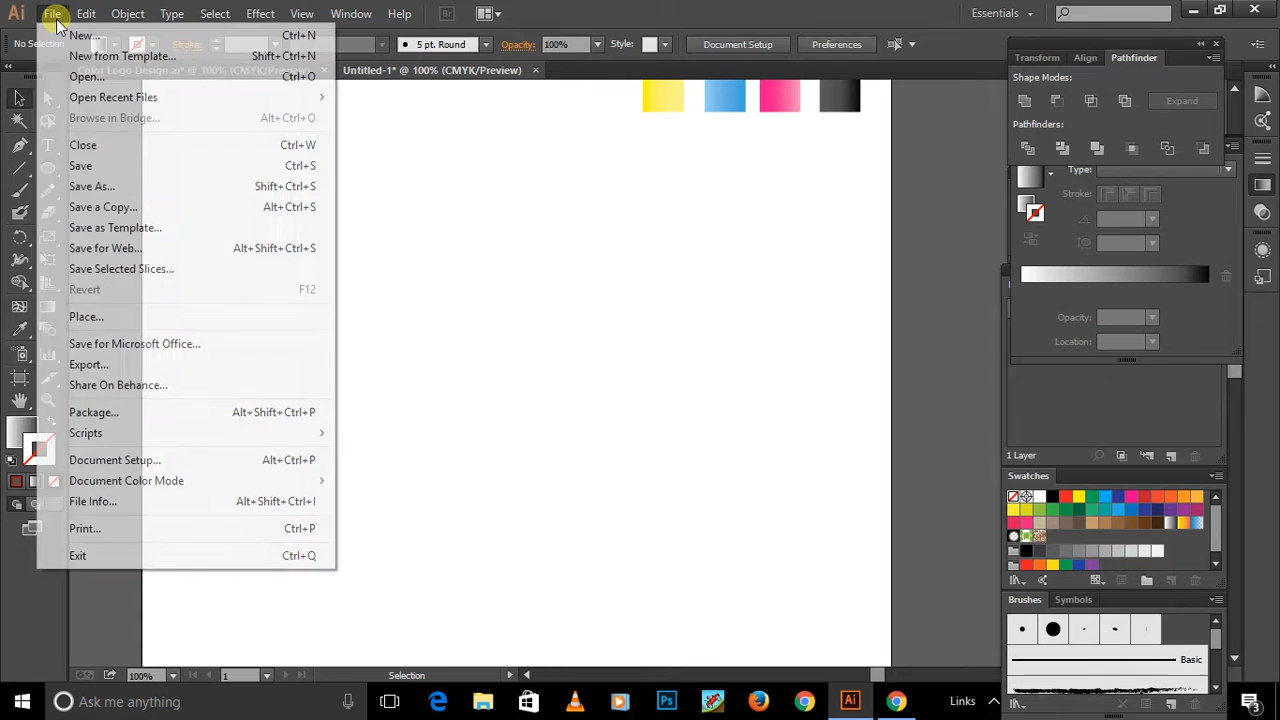 Ai File Edit Object Type Select Effect View Window Help Br Essentials
No Selection Stroke: 5 pt. Round Opacity: 100% Style: Document Setup Preferences
Color Logo Design.ai* @ 100% (CMYK/Preview) Untitled-1* @ 100% (CMYK/Preview)
New... Ctrl+N
New from Template... Shift+Ctrl+N
Open... Ctrl+O
Open Recent Files
Browse in Bridge... Alt+Ctrl+O
Close Ctrl+W
Save Ctrl+S
Save As... Shift+Ctrl+S
Save a Copy... Alt+Ctrl+S
Save as Template...
Save for Web... Alt+Shift+Ctrl+S
Save Selected Slices...
Revert F12
Place...
Save for Microsoft Office...
Export...
Share On Behance...
Package... Alt+Shift+Ctrl+P
Scripts
Document Setup... Alt+Ctrl+P
Document Color Mode
File Info... Alt+Shift+Ctrl+I
Print... Ctrl+P
Exit Ctrl+Q
Transform Align Pathfinder
Shape Modes:
Expand
Pathfinders:
Type:
Stroke:
Opacity:
Location:
1 Layer
Swatches
Brushes Symbols
Basic
100% 1 Selection
Ask me anything Ps Ai Links 3